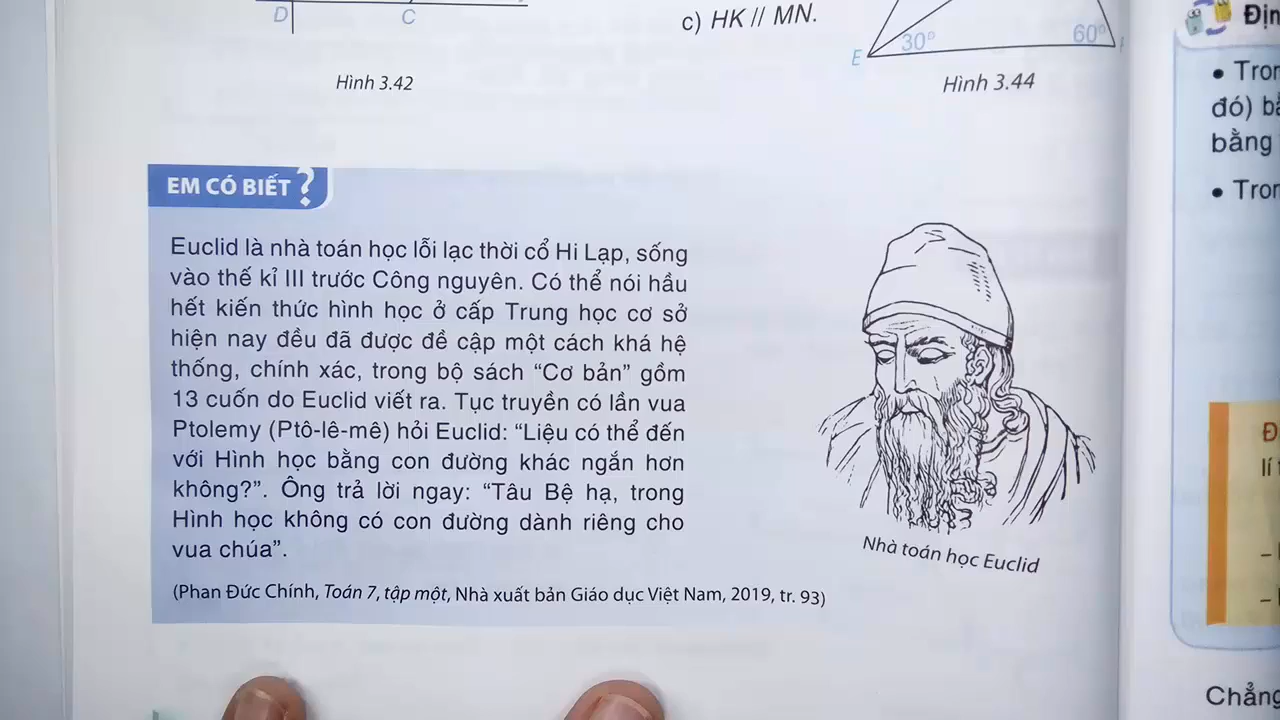 D
C
c) HK // MN.
E
30°
60°
Hình 3.42
Hình 3.44
EM CÓ BIẾT?
Euclid là nhà toán học lỗi lạc thời cổ Hi Lạp, sống
vào thế kỉ III trước Công nguyên. Có thể nói hầu
hết kiến thức hình học ở cấp Trung học cơ sở
hiện nay đều đã được đề cập một cách khá hệ
thống, chính xác, trong bộ sách “Cơ bản” gồm
13 cuốn do Euclid viết ra. Tục truyền có lần vua
Ptolemy (Ptô-lê-mê) hỏi Euclid: “Liệu có thể đến
với Hình học bằng con đường khác ngắn hơn
không?”. Ông trả lời ngay: “Tâu Bệ hạ, trong
Hình học không có con đường dành riêng cho
vua chúa”.
(Phan Đức Chính, Toán 7, tập một, Nhà xuất bản Giáo dục Việt Nam, 2019, tr. 93)
Nhà toán học Euclid
đó)
bằng